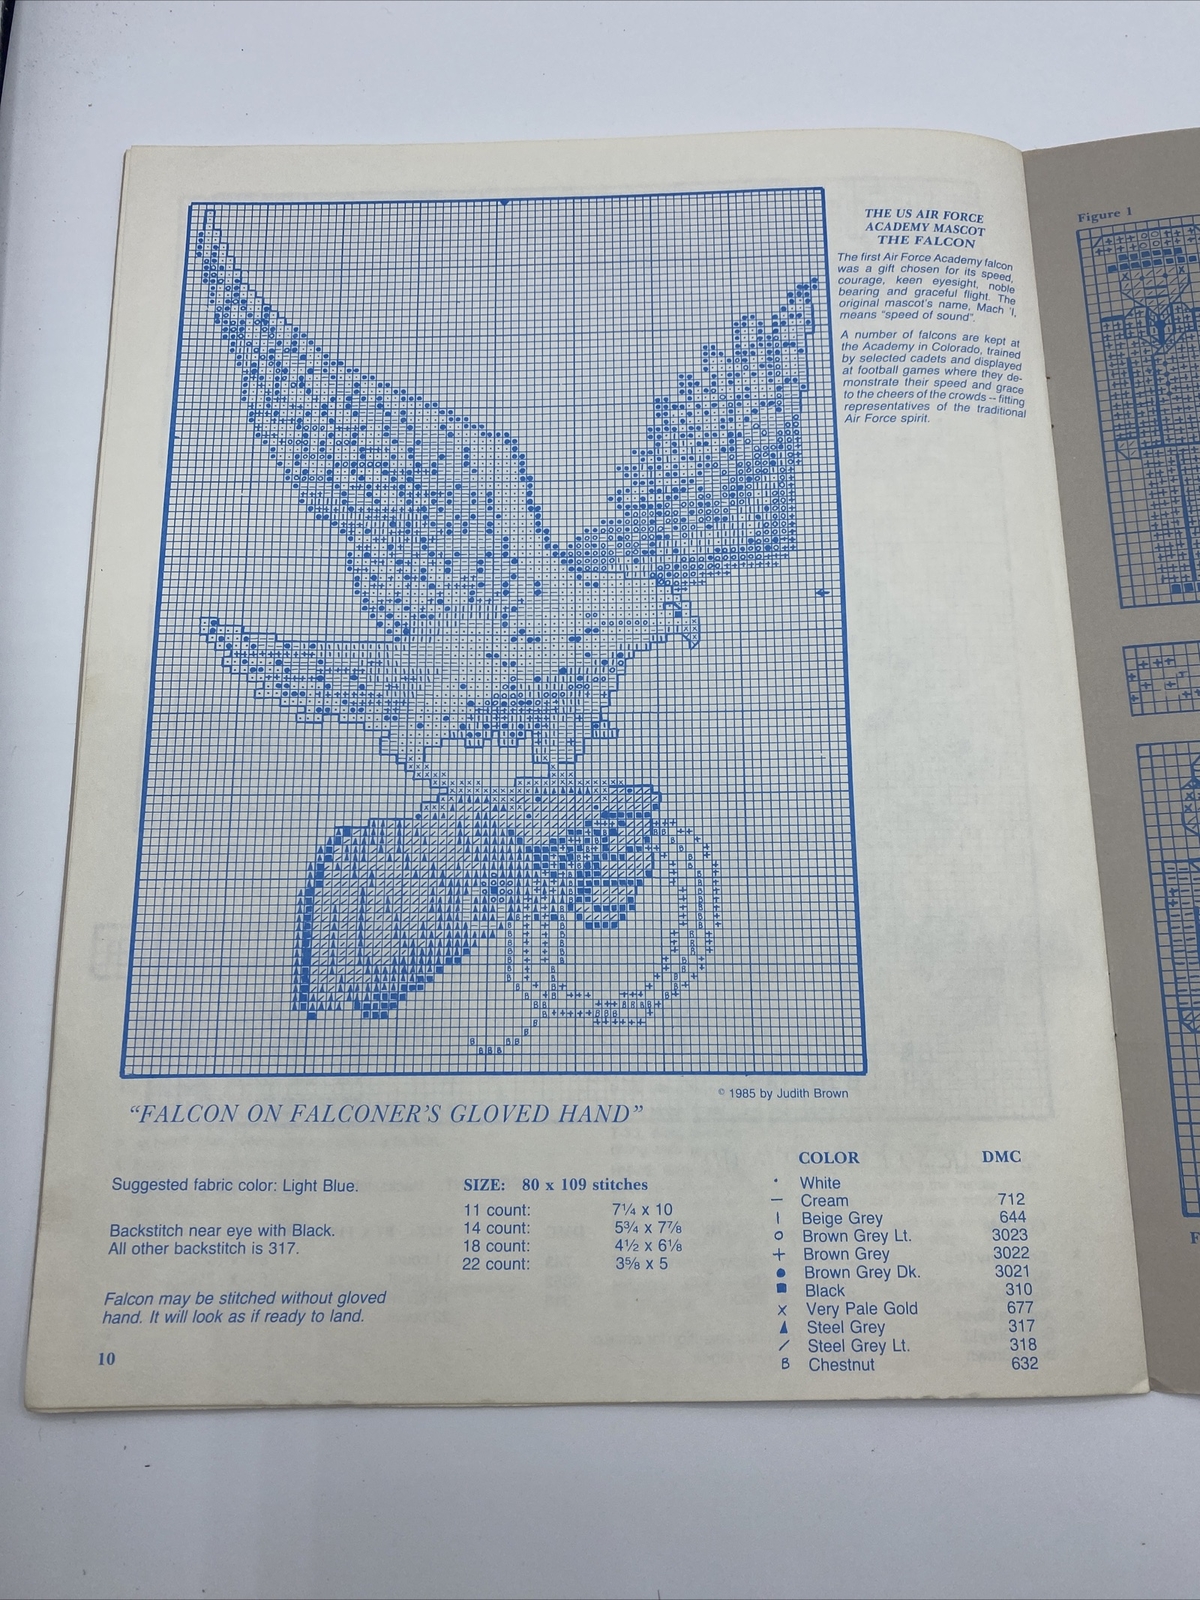 THE US AIR FORCE
ACADEMY MASCOT
THE FALCON
The first Air Force Academy falcon
was a gift chosen for its speed,
courage, keen eyesight, noble
bearing and graceful flight. The
original mascot's name, Mach 'I,
means "speed of sound".
A number of falcons are kept at
the Academy in Colorado, trained
by selected cadets and displayed
at football games where they de-
monstrate their speed and grace
to the cheers of the crowds -- fitting
representatives of the traditional
Air Force spirit.
Figure 1
© 1985 by Judith Brown
"FALCON ON FALCONER'S GLOVED HAND"
Suggested fabric color: Light Blue.
Backstitch near eye with Black.
All other backstitch is 317.
Falcon may be stitched without gloved
hand. It will look as if ready to land.
10
SIZE: 80 x 109 stitches
11 count: 7¼ x 10
14 count: 5¾ x 7⅞
18 count: 4½ x 6⅛
22 count: 3⅝ x 5
COLOR DMC
• White
— Cream 712
I Beige Grey 644
o Brown Grey Lt. 3023
+ Brown Grey 3022
● Brown Grey Dk. 3021
■ Black 310
x Very Pale Gold 677
▲ Steel Grey 317
/ Steel Grey Lt. 318
B Chestnut 632